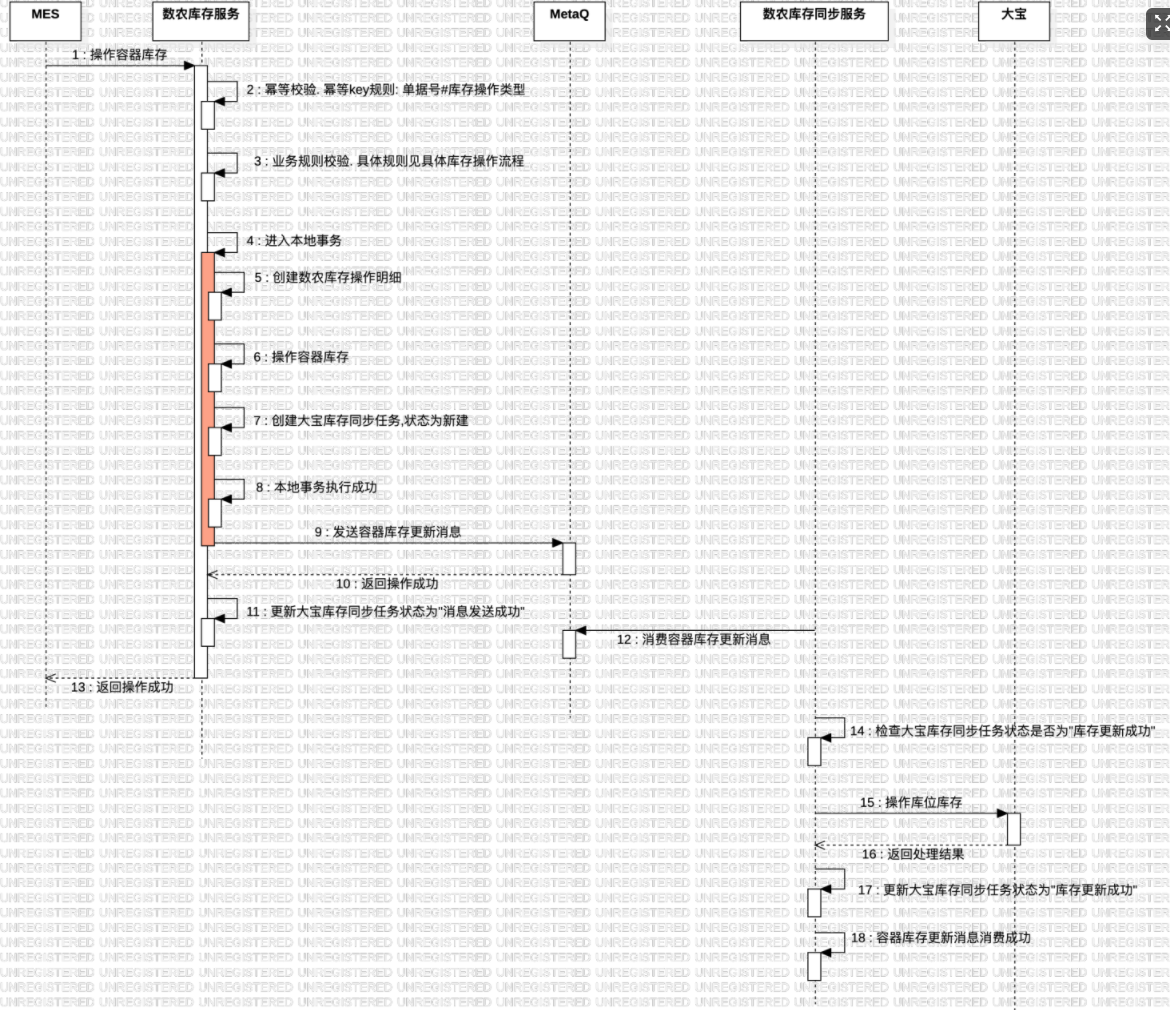 MES
数农库存服务
MetaQ
数农库存同步服务
大宝
1 : 操作容器库存
2 : 幂等校验. 幂等key规则: 单据号#库存操作类型
3 : 业务规则校验. 具体规则见具体库存操作流程
4 : 进入本地事务
5 : 创建数农库存操作明细
6 : 操作容器库存
7 : 创建大宝库存同步任务,状态为新建
8 : 本地事务执行成功
9 : 发送容器库存更新消息
10 : 返回操作成功
11 : 更新大宝库存同步任务状态为"消息发送成功"
12 : 消费容器库存更新消息
13 : 返回操作成功
14 : 检查大宝库存同步任务状态是否为"库存更新成功"
15 : 操作库位库存
16 : 返回处理结果
17 : 更新大宝库存同步任务状态为"库存更新成功"
18 : 容器库存更新消息消费成功
UNREGISTERED